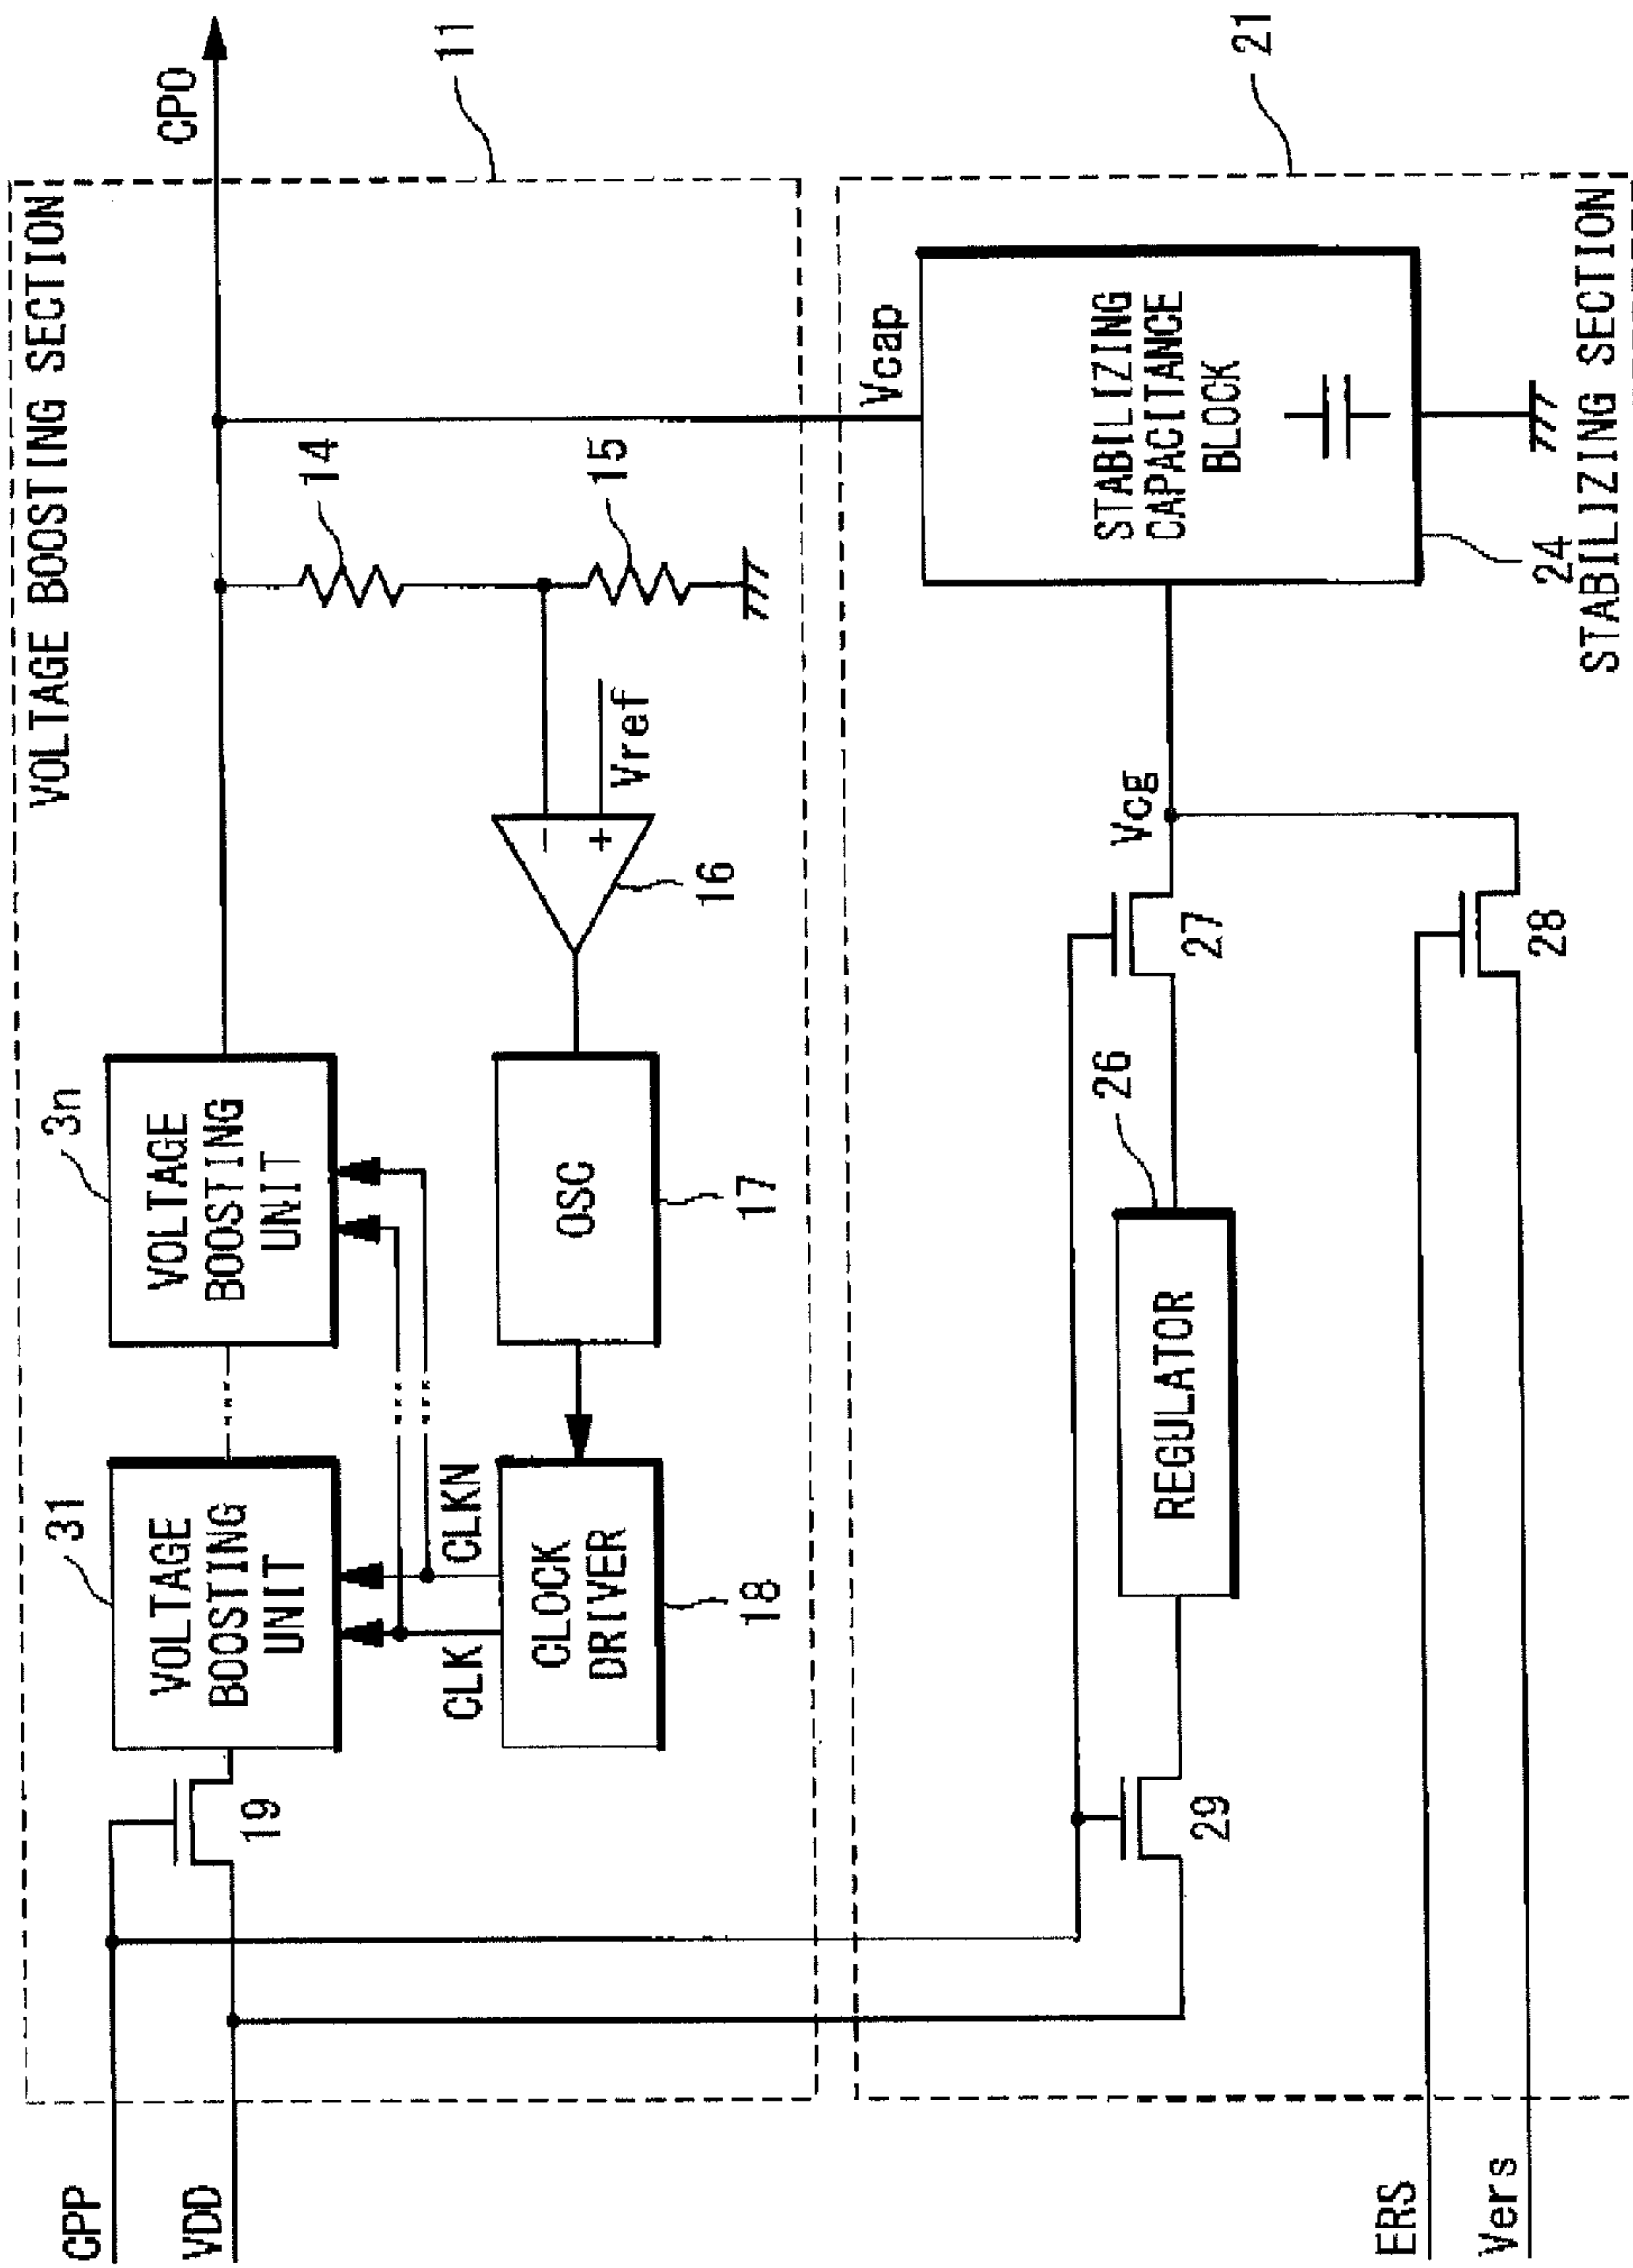 VOLTAGE BOOSTING SECTION
CPP
VDD
19
31
VOLTAGE
BOOSTING
UNIT
3n
VOLTAGE
BOOSTING
UNIT
CPO
11
CLK
CLKN
CLOCK
DRIVER
18
OSC
17
16
-
+
Vref
14
15
Vcap
21
29
REGULATOR
26
27
Vcg
STABILIZING
CAPACITANCE
BLOCK
24
28
ERS
Vers
STABILIZING SECTION